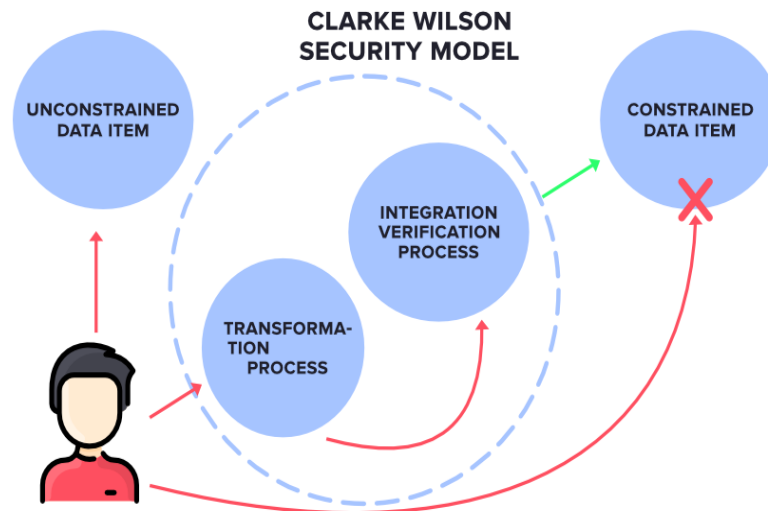 CLARKE WILSON
SECURITY MODEL
UNCONSTRAINED
DATA ITEM
CONSTRAINED
DATA ITEM
INTEGRATION
VERIFICATION
PROCESS
TRANSFORMA-
TION
PROCESS